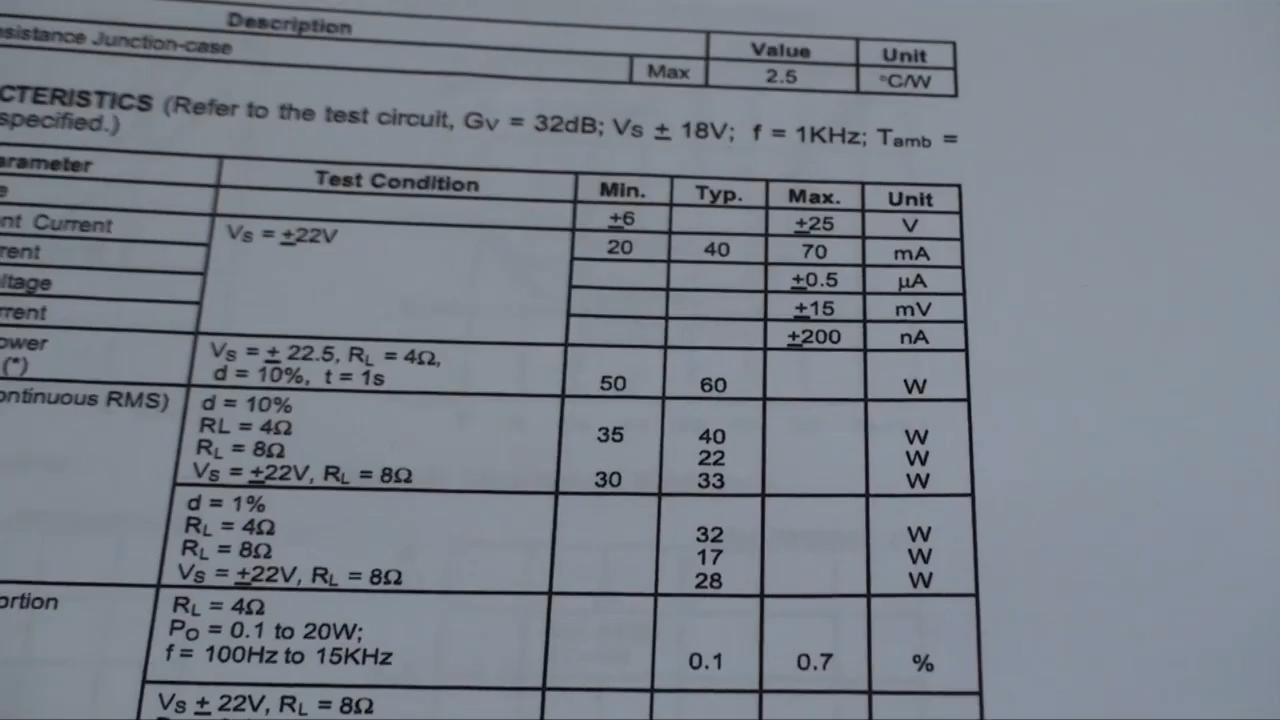 Description Value Unit
Resistance Junction-case Max 2.5 °C/W
CTERISTICS (Refer to the test circuit, GV = 32dB; VS ± 18V; f = 1KHz; Tamb =
specified.)
arameter Test Condition Min. Typ. Max. Unit
e ±6 ±25 V
nt Current VS = ±22V 20 40 70 mA
rent ±0.5 μA
ltage ±15 mV
rrent ±200 nA
ower VS = ± 22.5, RL = 4Ω,
(*) d = 10%, t = 1s 50 60 W
ontinuous RMS) d = 10%
RL = 4Ω 35 40 W
RL = 8Ω 22 W
VS = ±22V, RL = 8Ω 30 33 W
d = 1%
RL = 4Ω 32 W
RL = 8Ω 17 W
VS = ±22V, RL = 8Ω 28 W
ortion RL = 4Ω
PO = 0.1 to 20W;
f = 100Hz to 15KHz 0.1 0.7 %
VS ± 22V, RL = 8Ω